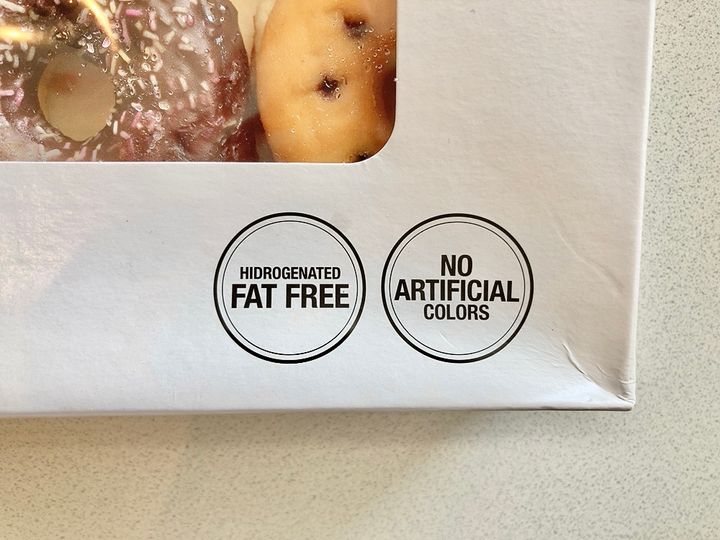 HIDROGENATED
FAT FREE
NO
ARTIFICIAL
COLORS